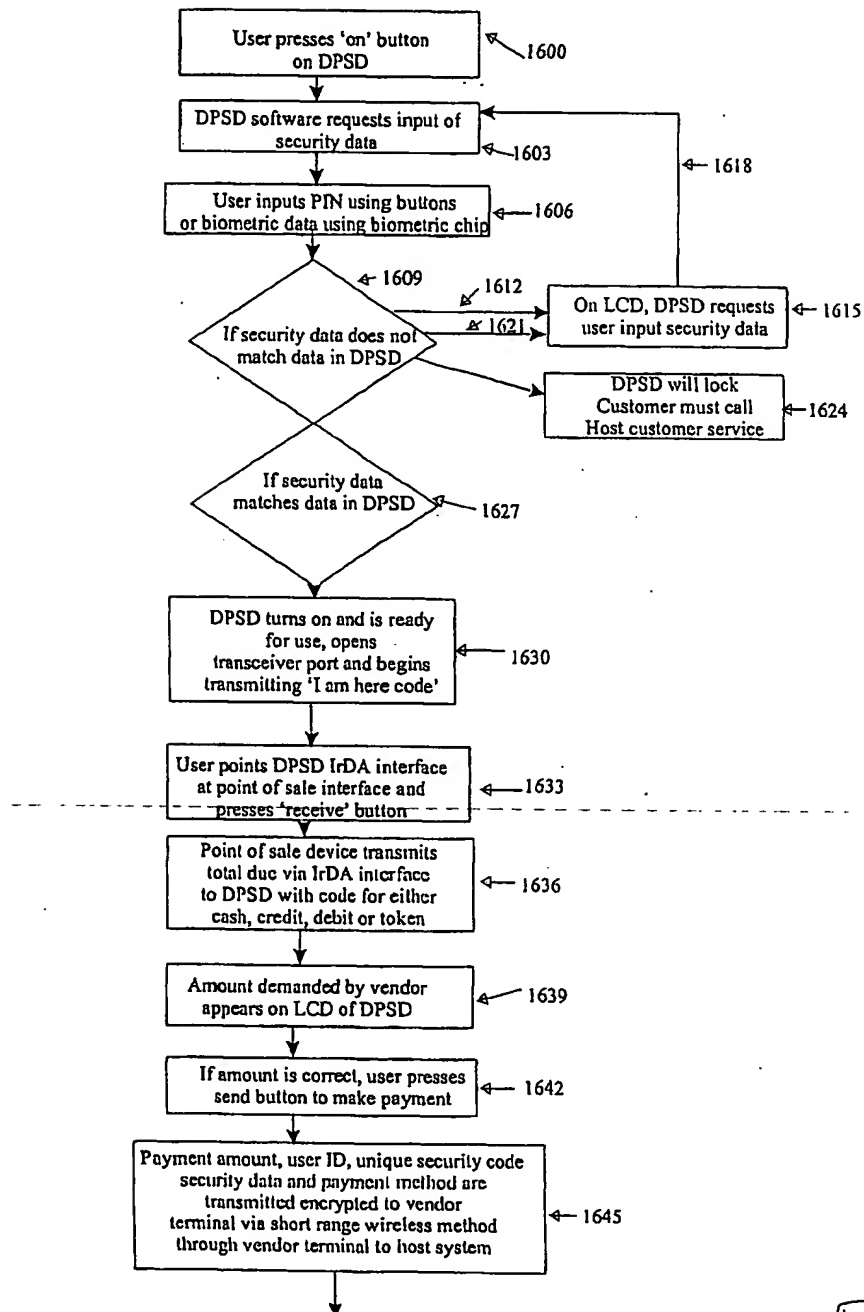 User presses ‘on’ button
on DPSD
1600
DPSD software requests input of
security data
1603
1618
User inputs PIN using buttons
or biometric data using biometric chip
1606
1609
1612
1621
If security data does not
match data in DPSD
On LCD, DPSD requests
user input security data
1615
DPSD will lock
Customer must call
Host customer service
1624
If security data
matches data in DPSD
1627
DPSD turns on and is ready
for use, opens
transceiver port and begins
transmitting ‘I am here code’
1630
User points DPSD IrDA interface
at point of sale interface and
presses ‘receive’ button
1633
Point of sale device transmits
total due via IrDA interface
to DPSD with code for either
cash, credit, debit or token
1636
Amount demanded by vendor
appears on LCD of DPSD
1639
If amount is correct, user presses
send button to make payment
1642
Payment amount, user ID, unique security code
security data and payment method are
transmitted encrypted to vendor
terminal via short range wireless method
through vendor terminal to host system
1645